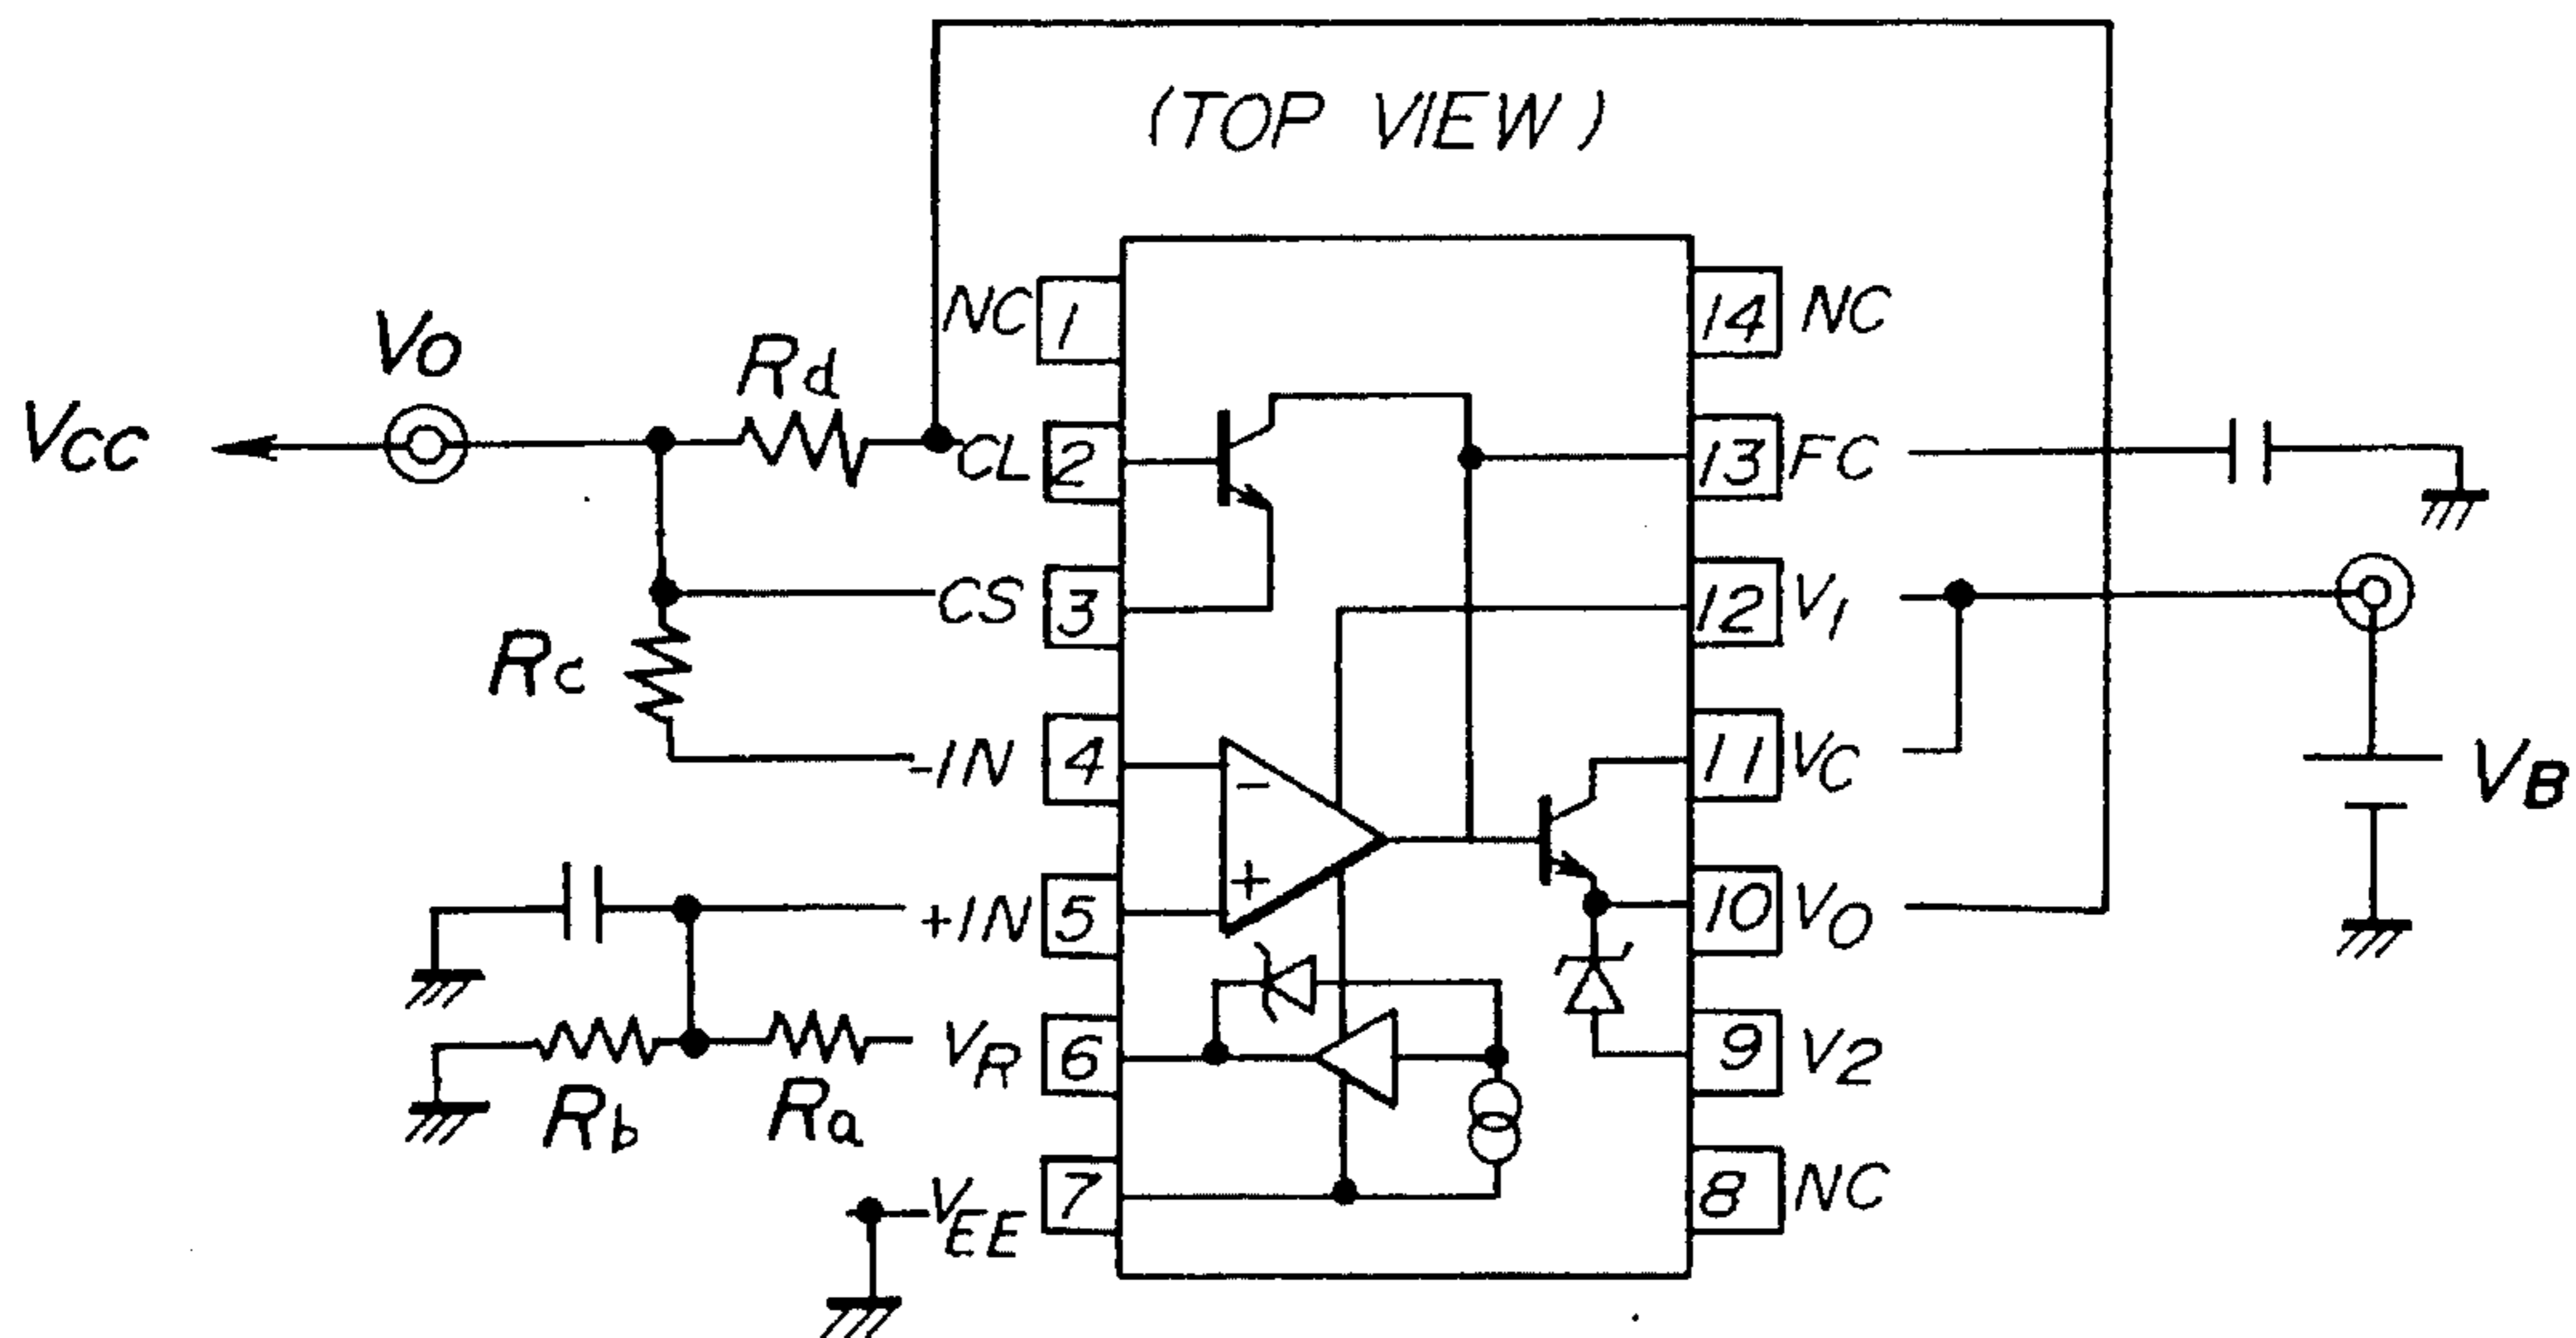 (TOP VIEW)
NC 1
14 NC
VO
Rd
VCC
CL 2
13 FC
CS 3
12 V1
Rc
-IN 4
11 VC
VB
- +
+IN 5
10 VO
VR 6
9 V2
Rb
Ra
VEE 7
8 NC